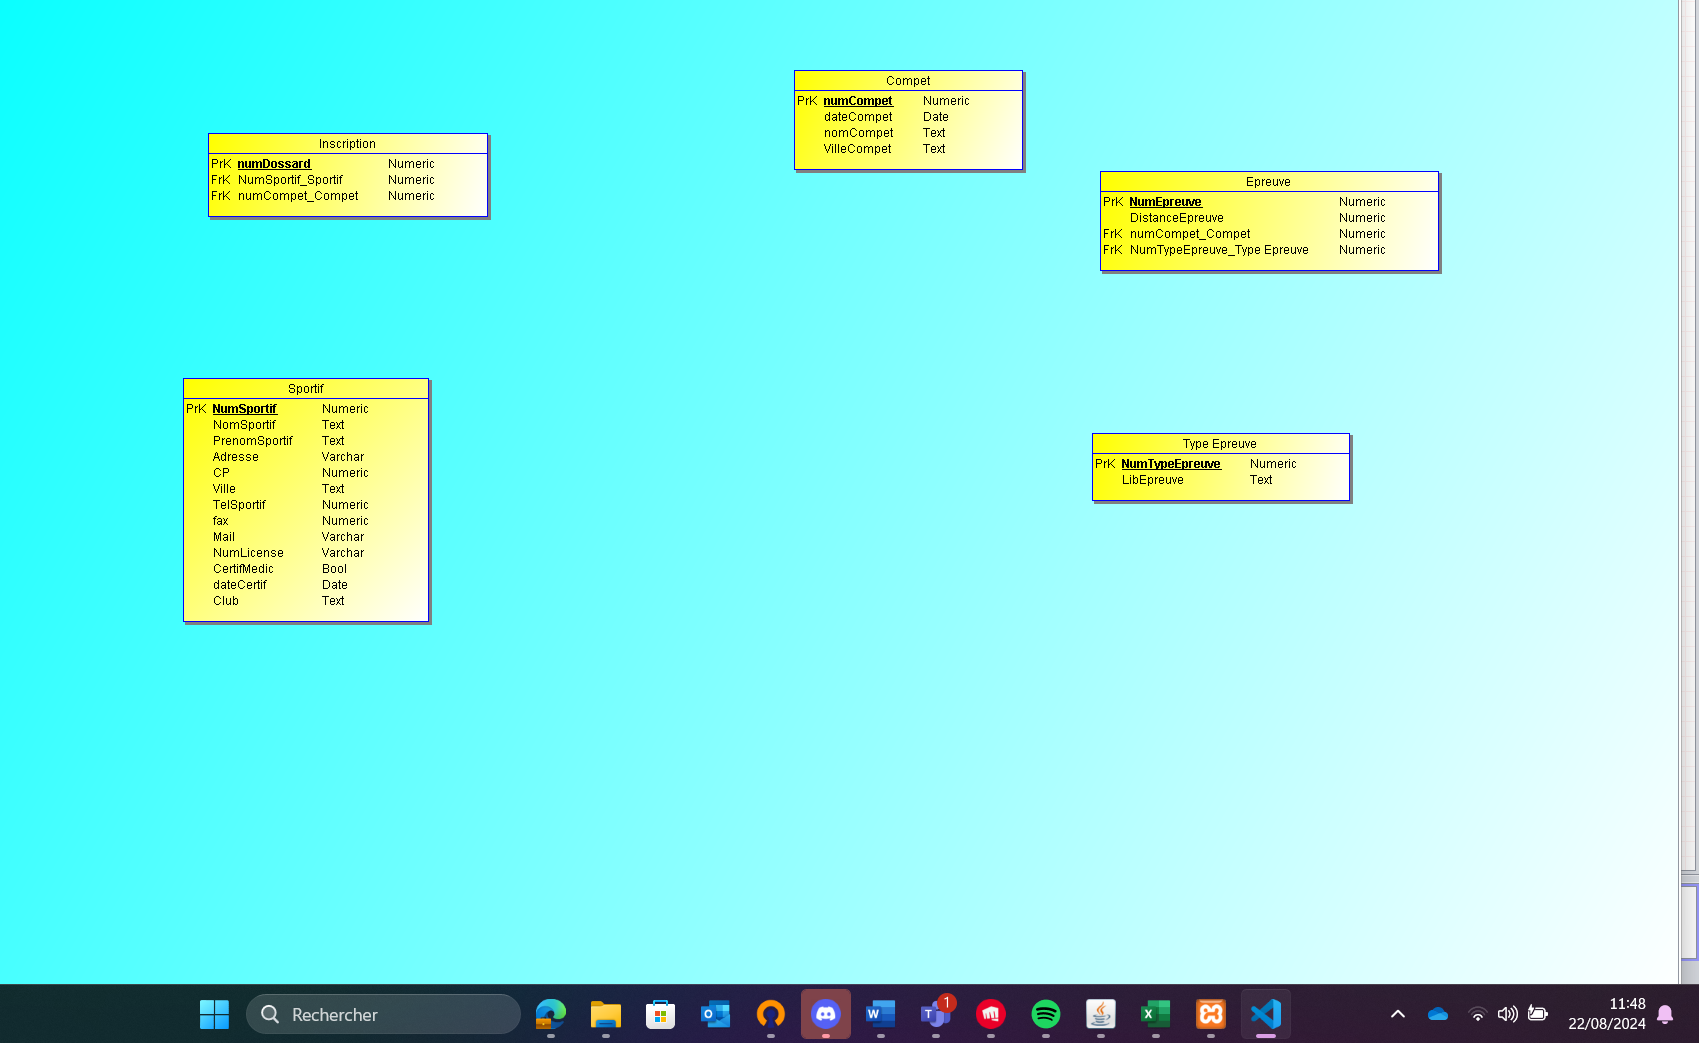 Compet
PrK numCompet Numeric
dateCompet Date
nomCompet Text
VilleCompet Text
Inscription
PrK numDossard Numeric
FrK NumSportif_Sportif Numeric
FrK numCompet_Compet Numeric
Epreuve
PrK NumEpreuve Numeric
DistanceEpreuve Numeric
FrK numCompet_Compet Numeric
FrK NumTypeEpreuve_Type Epreuve Numeric
Sportif
PrK NumSportif Numeric
NomSportif Text
PrenomSportif Text
Adresse Varchar
CP Numeric
Ville Text
TelSportif Numeric
fax Numeric
Mail Varchar
NumLicense Varchar
CertifMedic Bool
dateCertif Date
Club Text
Type Epreuve
PrK NumTypeEpreuve Numeric
LibEpreuve Text
Rechercher
1
11:48
22/08/2024